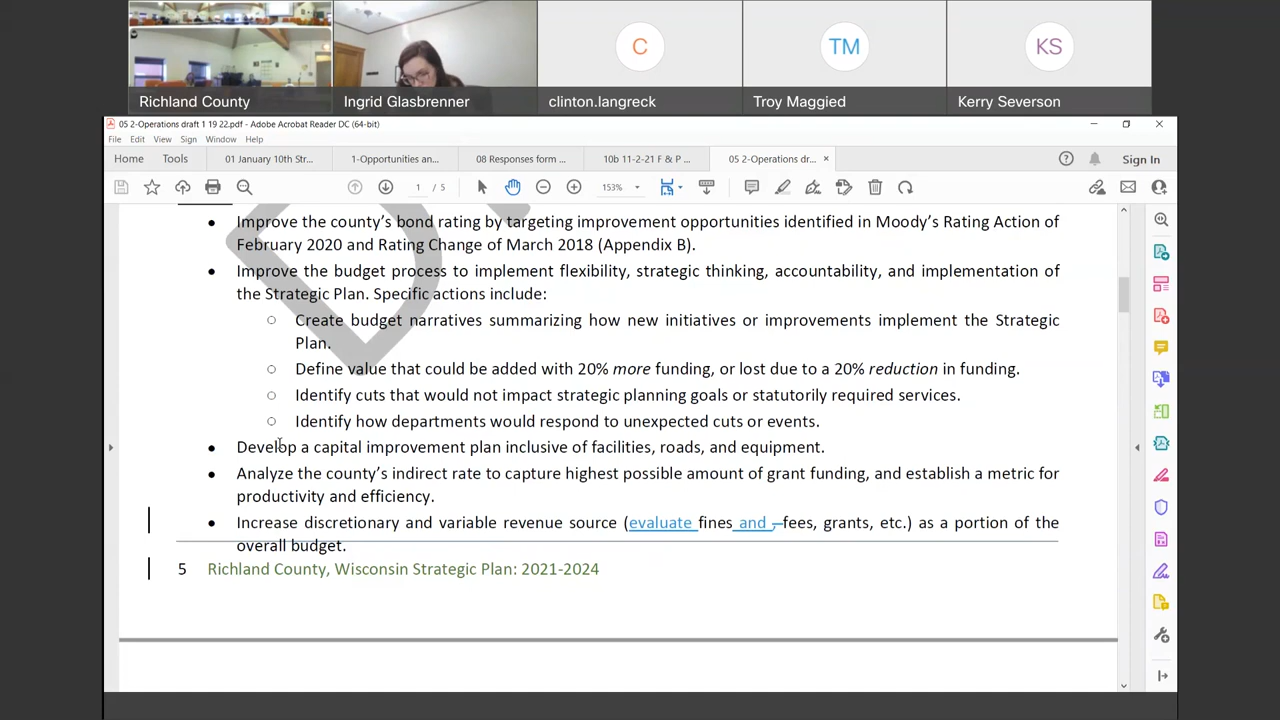 C
TM
KS
Richland County
Ingrid Glasbrenner
clinton.langreck
Troy Maggied
Kerry Severson
05 2-Operations draft 1 19 22.pdf - Adobe Acrobat Reader DC (64-bit)
File Edit View Sign Window Help
Home Tools 01 January 10th Str... 1-Opportunities an... 08 Responses form ... 10b 11-2-21 F & P ... 05 2-Operations dr... × Sign In
1 / 5 153%
• Improve the county's bond rating by targeting improvement opportunities identified in Moody's Rating Action of
February 2020 and Rating Change of March 2018 (Appendix B).
• Improve the budget process to implement flexibility, strategic thinking, accountability, and implementation of
the Strategic Plan. Specific actions include:
○ Create budget narratives summarizing how new initiatives or improvements implement the Strategic
Plan.
○ Define value that could be added with 20% more funding, or lost due to a 20% reduction in funding.
○ Identify cuts that would not impact strategic planning goals or statutorily required services.
○ Identify how departments would respond to unexpected cuts or events.
• Develop a capital improvement plan inclusive of facilities, roads, and equipment.
• Analyze the county's indirect rate to capture highest possible amount of grant funding, and establish a metric for
productivity and efficiency.
• Increase discretionary and variable revenue source (evaluate fines and , fees, grants, etc.) as a portion of the
overall budget.
5 Richland County, Wisconsin Strategic Plan: 2021-2024